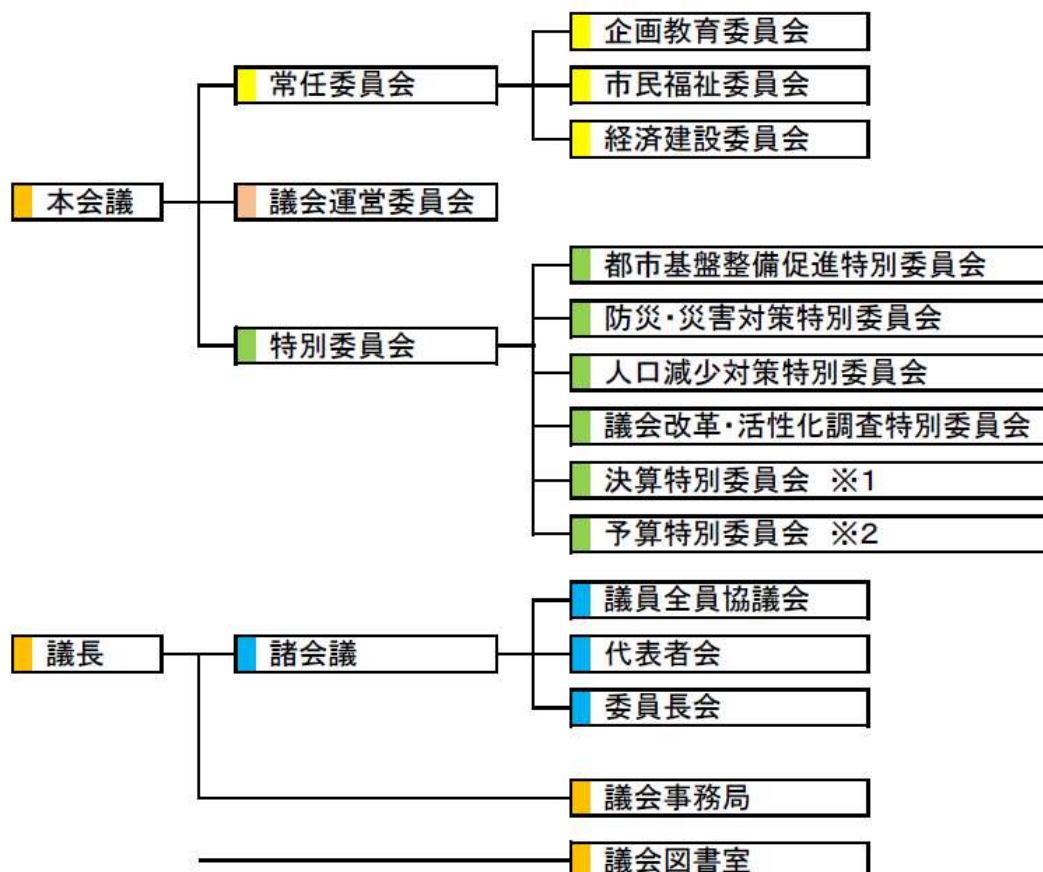 企画教育委員会
常任委員会
市民福祉委員会
経済建設委員会
本会議
議会運営委員会
都市基盤整備促進特別委員会
防災・災害対策特別委員会
特別委員会
人口減少対策特別委員会
議会改革・活性化調査特別委員会
決算特別委員会 ※1
予算特別委員会 ※2
議員全員協議会
議長
諸会議
代表者会
委員長会
議会事務局
議会図書室